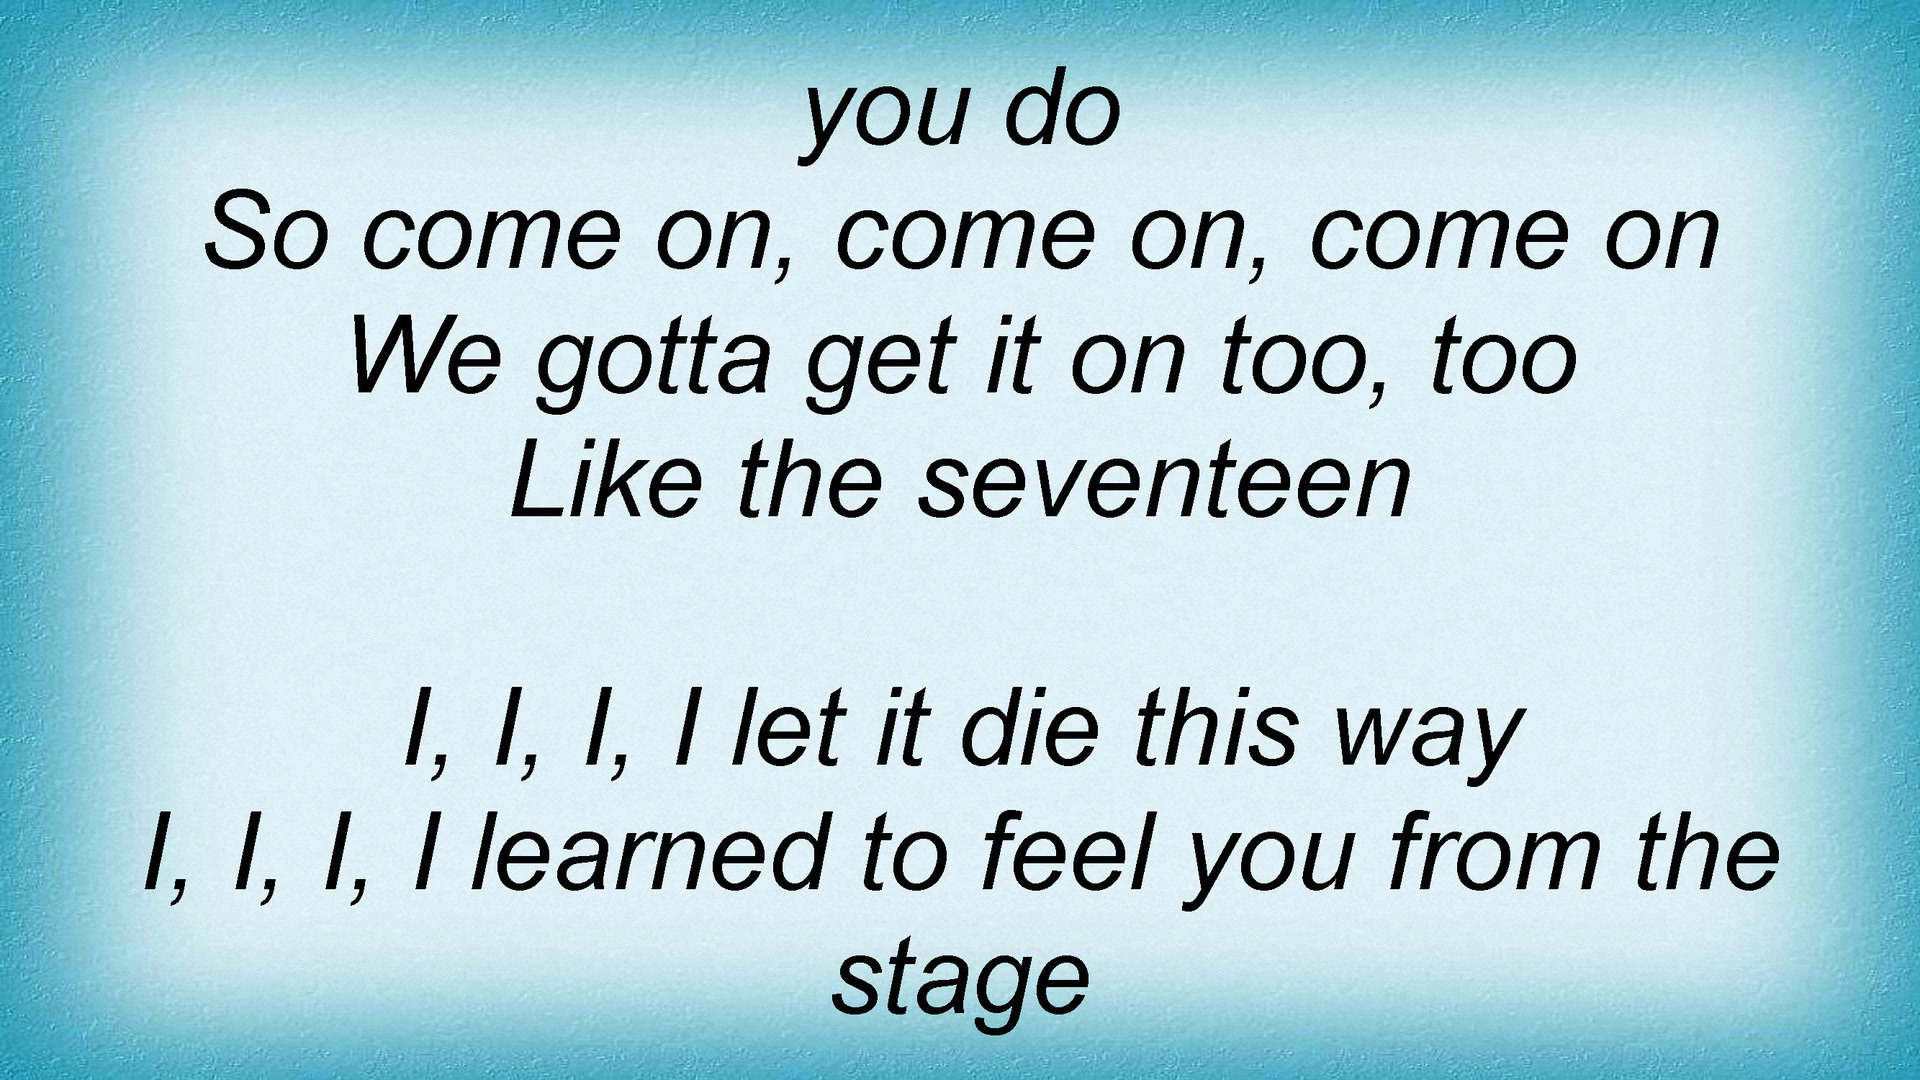 you do
So come on, come on, come on
We gotta get it on too, too
Like the seventeen
I, I, I, I let it die this way
I, I, I, I learned to feel you from the
stage